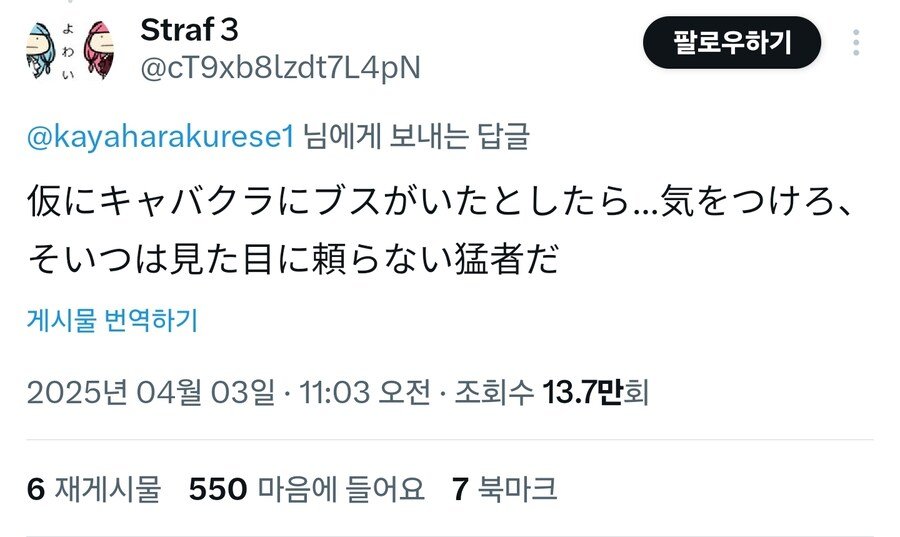 よわい
Straf 3
@cT9xb8lzdt7L4pN
팔로우하기
@kayaharakurese1 님에게 보내는 답글
仮にキャバクラにブスがいたとしたら...気をつけろ、
そいつは見た目に頼らない猛者だ
게시물 번역하기
2025년 04월 03일 · 11:03 오전 · 조회수 13.7만회
6 재게시물 550 마음에 들어요 7 북마크